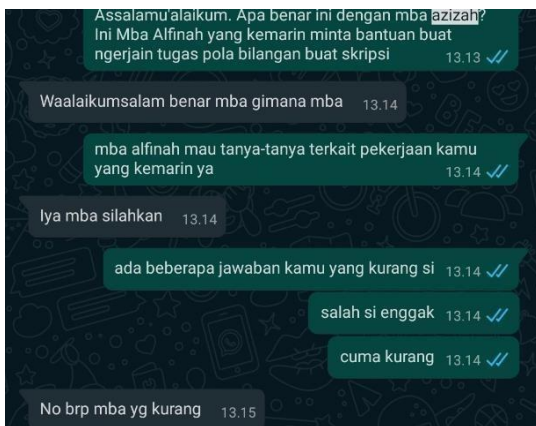 Assalamu'alaikum. Apa benar ini dengan mba azizah?
Ini Mba Alfinah yang kemarin minta bantuan buat
ngerjain tugas pola bilangan buat skripsi 13.13
Waalaikumsalam benar mba gimana mba 13.14
mba alfinah mau tanya-tanya terkait pekerjaan kamu
yang kemarin ya 13.14
Iya mba silahkan 13.14
ada beberapa jawaban kamu yang kurang si 13.14
salah si enggak 13.14
cuma kurang 13.14
No brp mba yg kurang 13.15